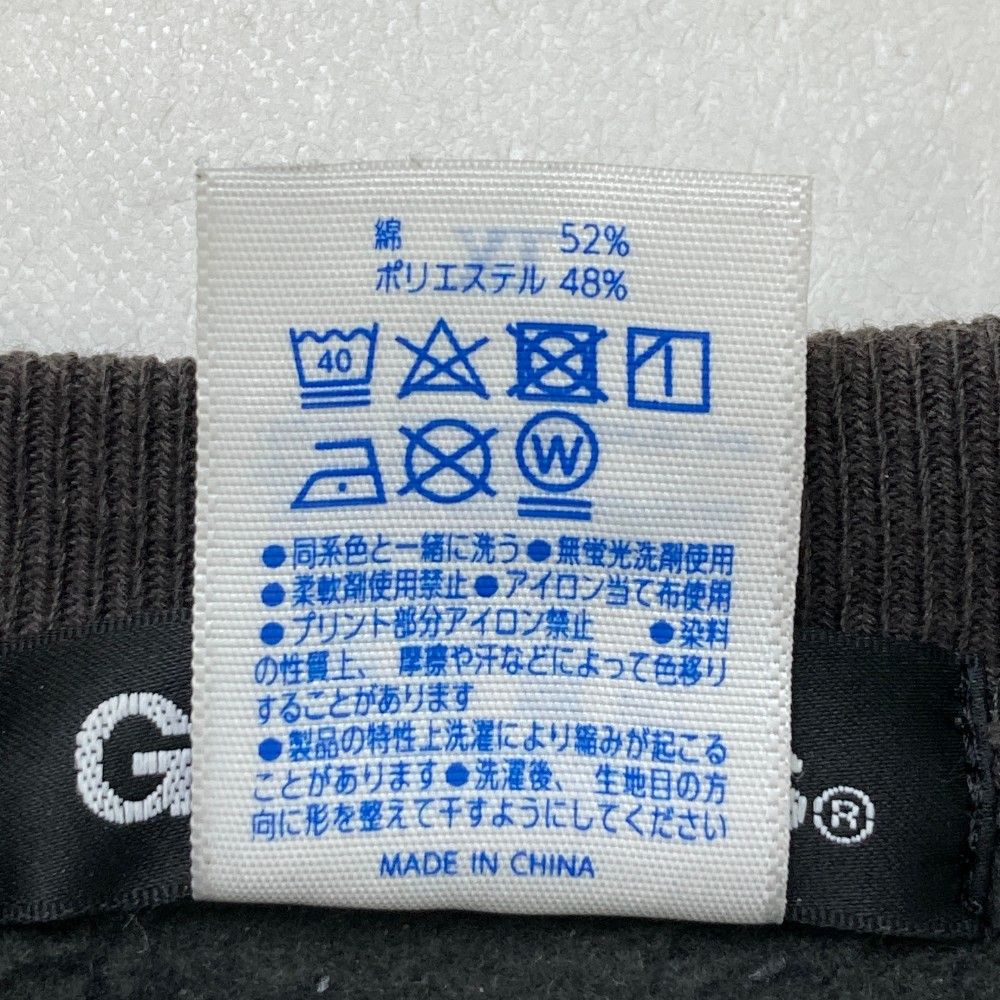 綿 52%
ポリエステル 48%
40
W
●同系色と一緒に洗う●無蛍光洗剤使用
●柔軟剤使用禁止 ●アイロン当て布使用
●プリント部分アイロン禁止 ●染料
の性質上、摩擦や汗などによって色移り
することがあります
●製品の特性上洗濯により縮みが起こる
ことがあります●洗濯後、生地目の方
向に形を整えて干すようにしてください
MADE IN CHINA
G
®